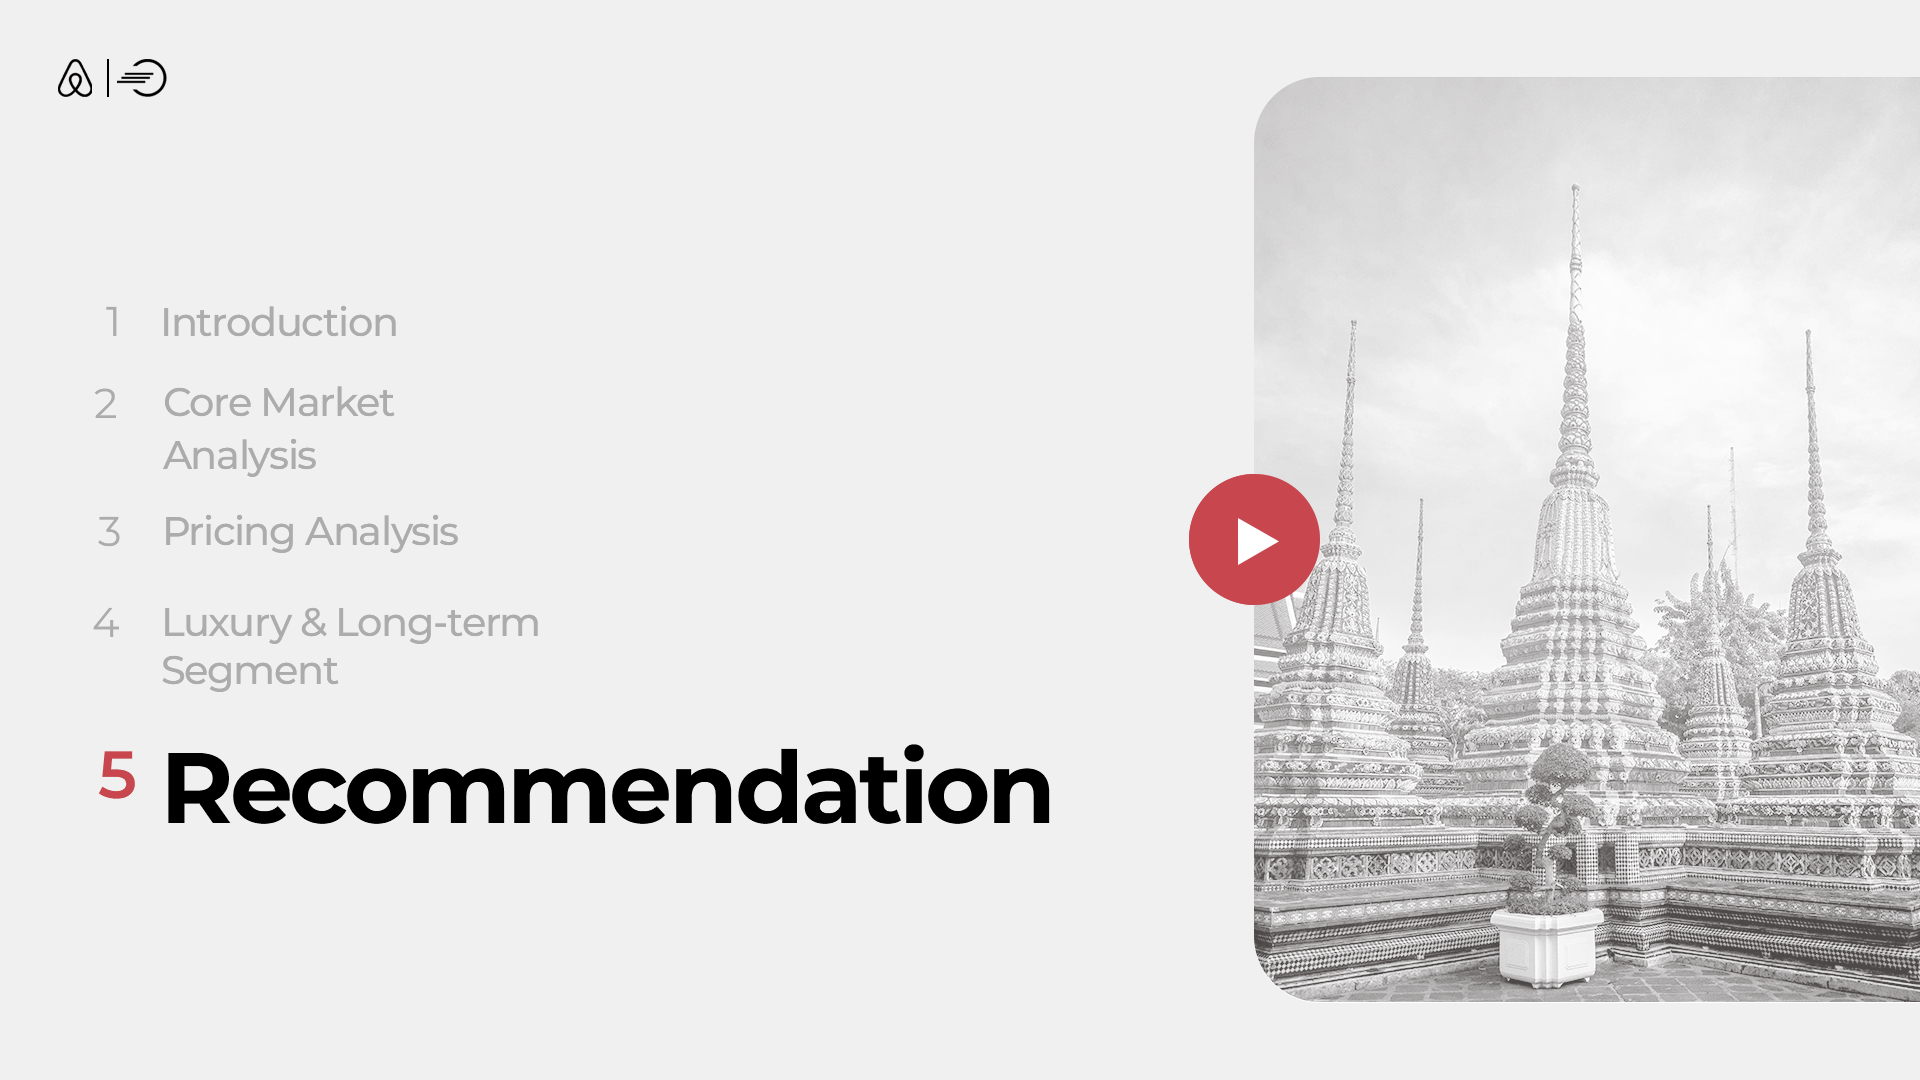 1 Introduction
2 Core Market
Analysis
3 Pricing Analysis
4 Luxury & Long-term
Segment
5 Recommendation